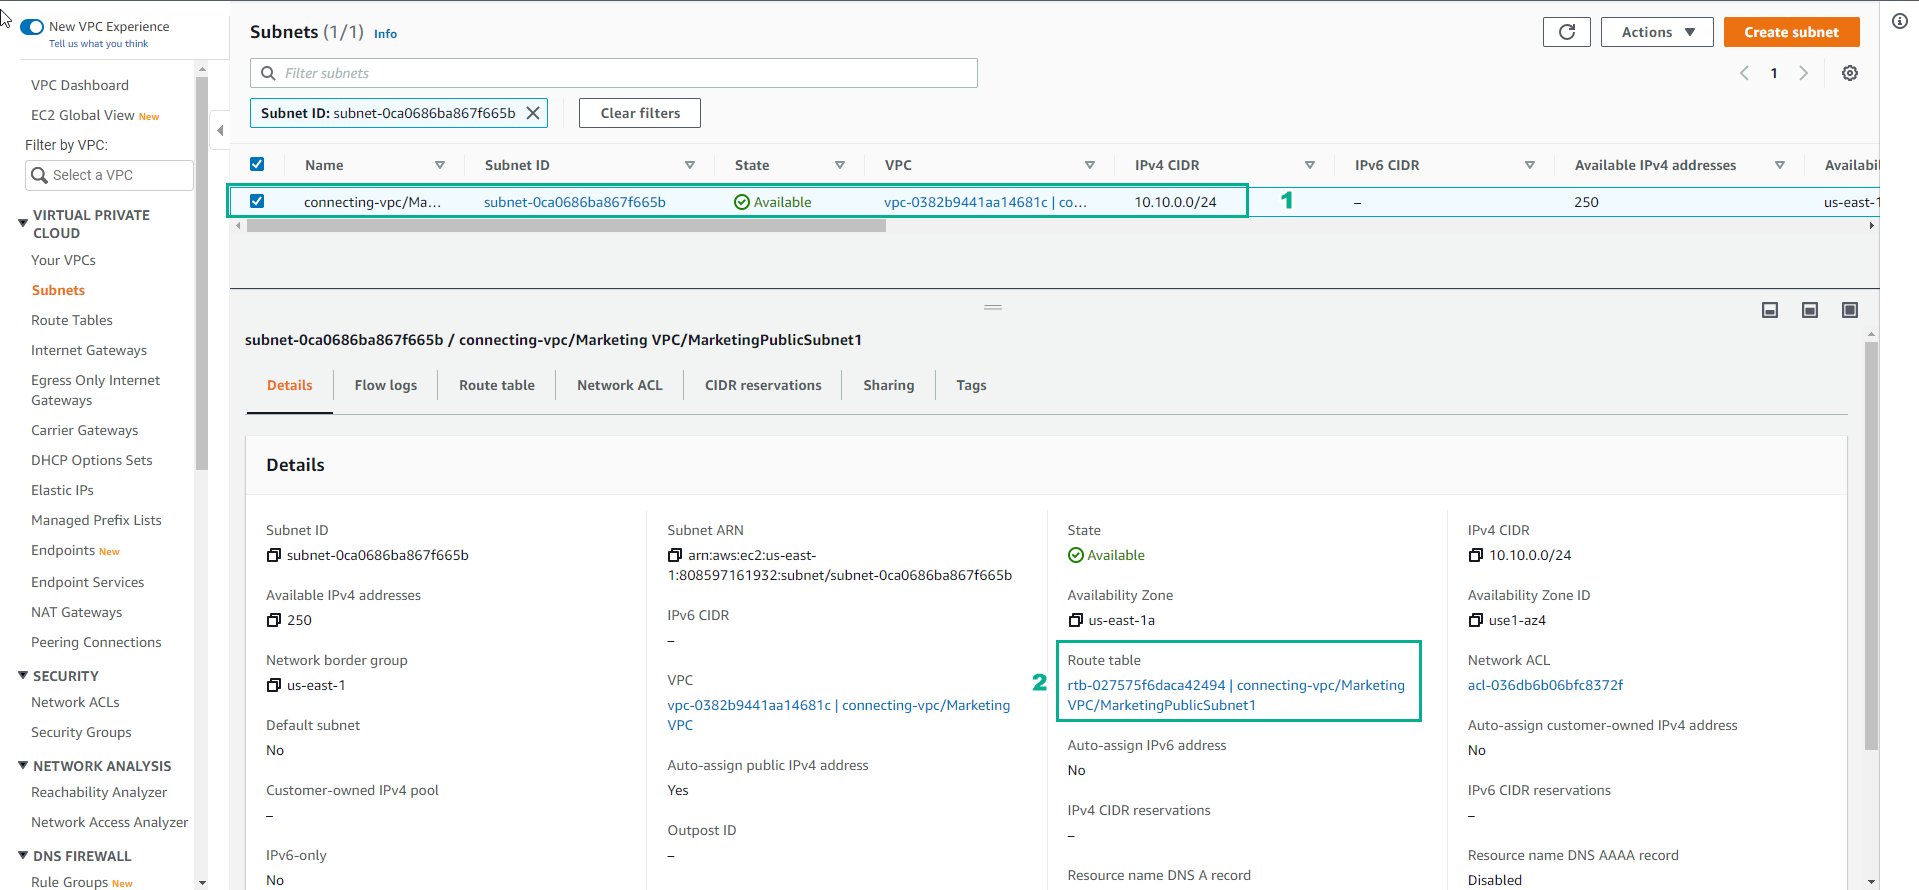 New VPC Experience
Tell us what you think
VPC Dashboard
EC2 Global View New
Filter by VPC:
Select a VPC
VIRTUAL PRIVATE
CLOUD
Your VPCs
Subnets
Route Tables
Internet Gateways
Egress Only Internet
Gateways
Carrier Gateways
DHCP Options Sets
Elastic IPs
Managed Prefix Lists
Endpoints New
Endpoint Services
NAT Gateways
Peering Connections
SECURITY
Network ACLs
Security Groups
NETWORK ANALYSIS
Reachability Analyzer
Network Access Analyzer
DNS FIREWALL
Rule Groups New
Subnets (1/1) Info
Actions
Create subnet
Filter subnets
1
Subnet ID: subnet-0ca0686ba867f665b
Clear filters
Name Subnet ID State VPC IPv4 CIDR IPv6 CIDR Available IPv4 addresses Availabil
connecting-vpc/Ma... subnet-0ca0686ba867f665b Available vpc-0382b9441aa14681c | co... 10.10.0.0/24 1 – 250 us-east-1
subnet-0ca0686ba867f665b / connecting-vpc/Marketing VPC/MarketingPublicSubnet1
Details Flow logs Route table Network ACL CIDR reservations Sharing Tags
Details
Subnet ID
subnet-0ca0686ba867f665b
Available IPv4 addresses
250
Network border group
us-east-1
Default subnet
No
Customer-owned IPv4 pool
–
IPv6-only
No
Subnet ARN
arn:aws:ec2:us-east-
1:808597161932:subnet/subnet-0ca0686ba867f665b
IPv6 CIDR
–
VPC
vpc-0382b9441aa14681c | connecting-vpc/Marketing
VPC
Auto-assign public IPv4 address
Yes
Outpost ID
–
State
Available
Availability Zone
us-east-1a
2
Route table
rtb-027575f6daca42494 | connecting-vpc/Marketing
VPC/MarketingPublicSubnet1
Auto-assign IPv6 address
No
IPv4 CIDR reservations
–
Resource name DNS A record
IPv4 CIDR
10.10.0.0/24
Availability Zone ID
use1-az4
Network ACL
acl-036db6b06bfc8372f
Auto-assign customer-owned IPv4 address
No
IPv6 CIDR reservations
–
Resource name DNS AAAA record
Disabled